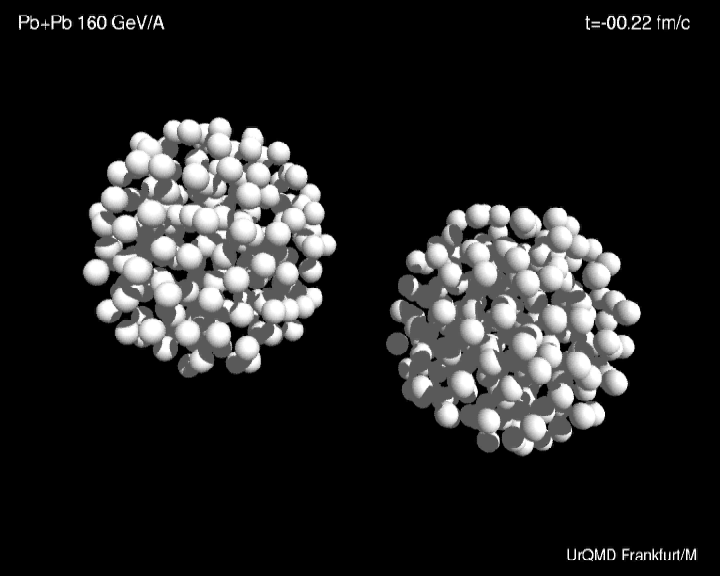 Pb+Pb 160 GeV/A
t=-00.22 fm/c
UrQMD Frankfurt/M